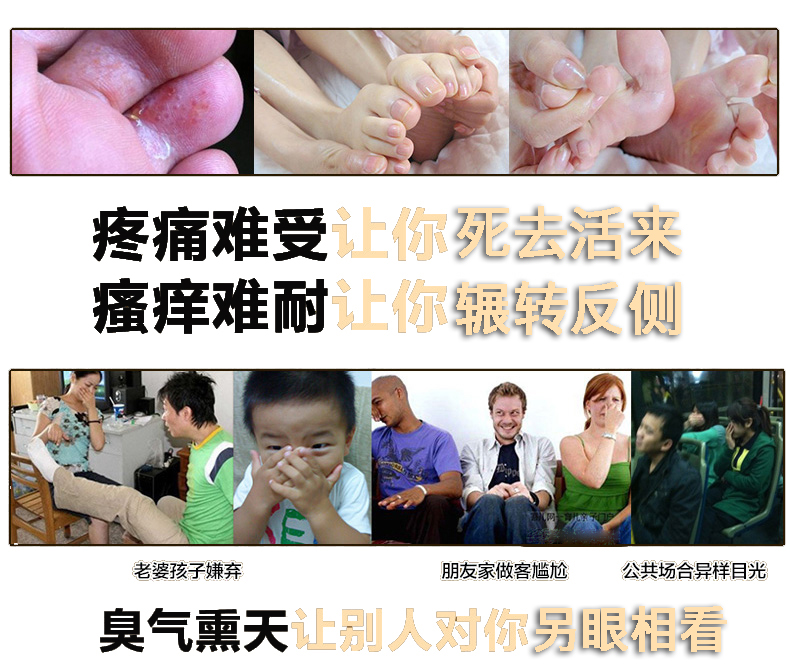 疼痛难受让你死去活来
瘙痒难耐让你辗转反侧
老婆孩子嫌弃
朋友家做客尴尬
公共场合异样目光
臭气熏天让别人对你另眼相看